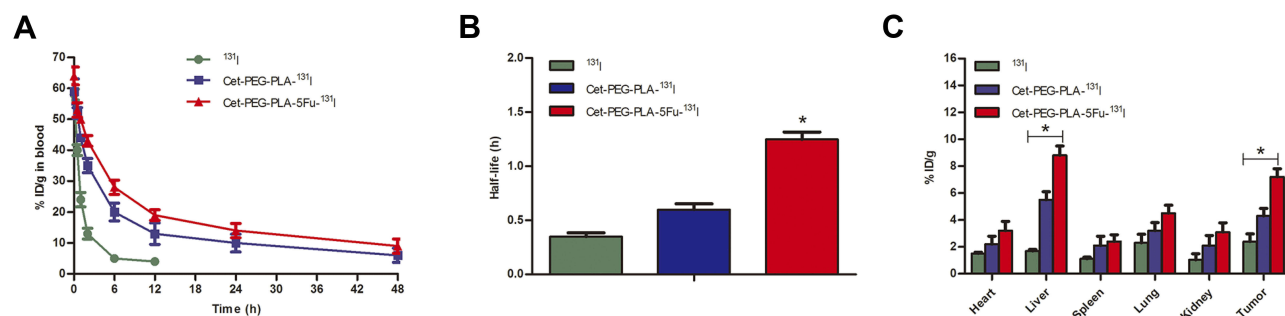 A
% ID/g in blood
70
60
50
40
30
20
10
0
0 6 12 18 24 30 36 42 48
Time (h)
¹³¹I
Cet-PEG-PLA-¹³¹I
Cet-PEG-PLA-5Fu-¹³¹I
B
Half-life (h)
2.0
1.5
1.0
0.5
0.0
¹³¹I
Cet-PEG-PLA-¹³¹I
Cet-PEG-PLA-5Fu-¹³¹I
*
C
% ID/g
16
14
12
10
8
6
4
2
0
¹³¹I
Cet-PEG-PLA-¹³¹I
Cet-PEG-PLA-5Fu-¹³¹I
*
*
Heart Liver Spleen Lung Kidney Tumor